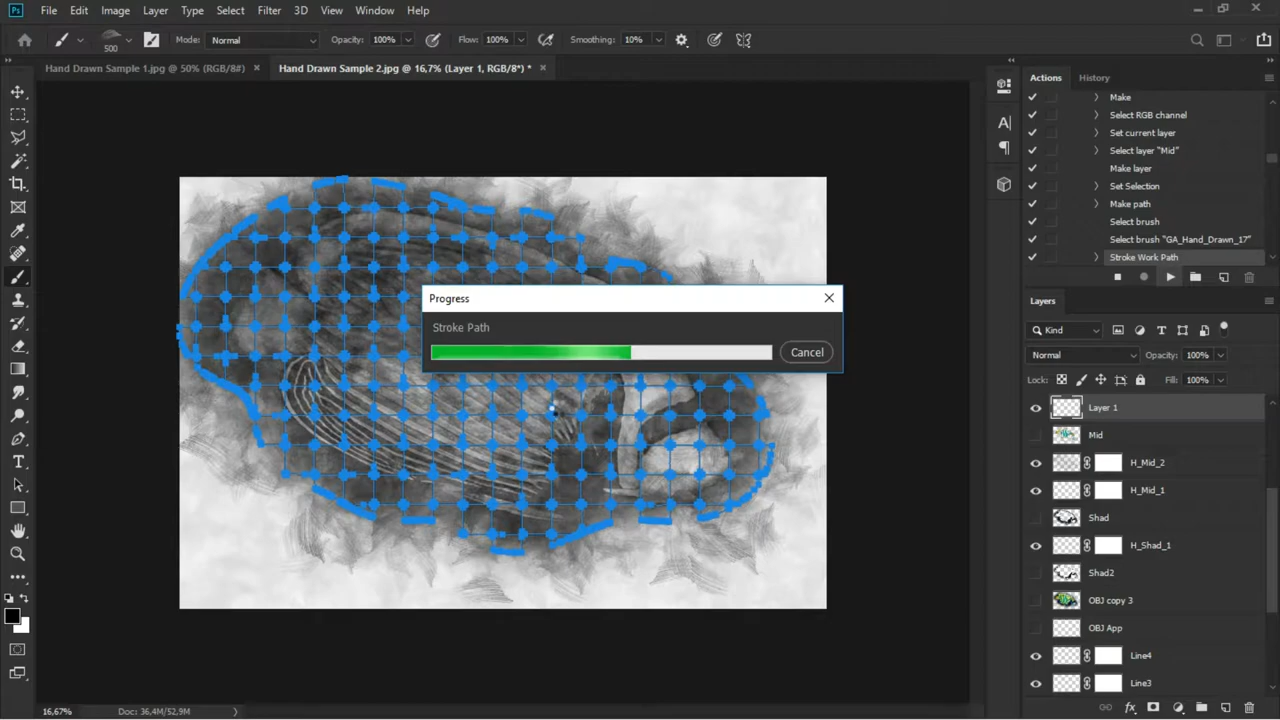 Ps File Edit Image Layer Type Select Filter 3D View Window Help
500 Mode: Normal Opacity: 100% Flow: 100% Smoothing: 10%
Hand Drawn Sample 1.jpg @ 50% (RGB/8#) Hand Drawn Sample 2.jpg @ 16,7% (Layer 1, RGB/8*) *
Actions History
Make
Select RGB channel
Set current layer
Select layer "Mid"
Make layer
Set Selection
Make path
Select brush
Select brush "GA_Hand_Drawn_17"
Stroke Work Path
Progress
Stroke Path
Cancel
Layers
Kind
Normal Opacity: 100%
Lock: Fill: 100%
Layer 1
Mid
H_Mid_2
H_Mid_1
Shad
H_Shad_1
Shad2
OBJ copy 3
OBJ App
Line4
Line3
16,67% Doc: 36,4M/52,9M